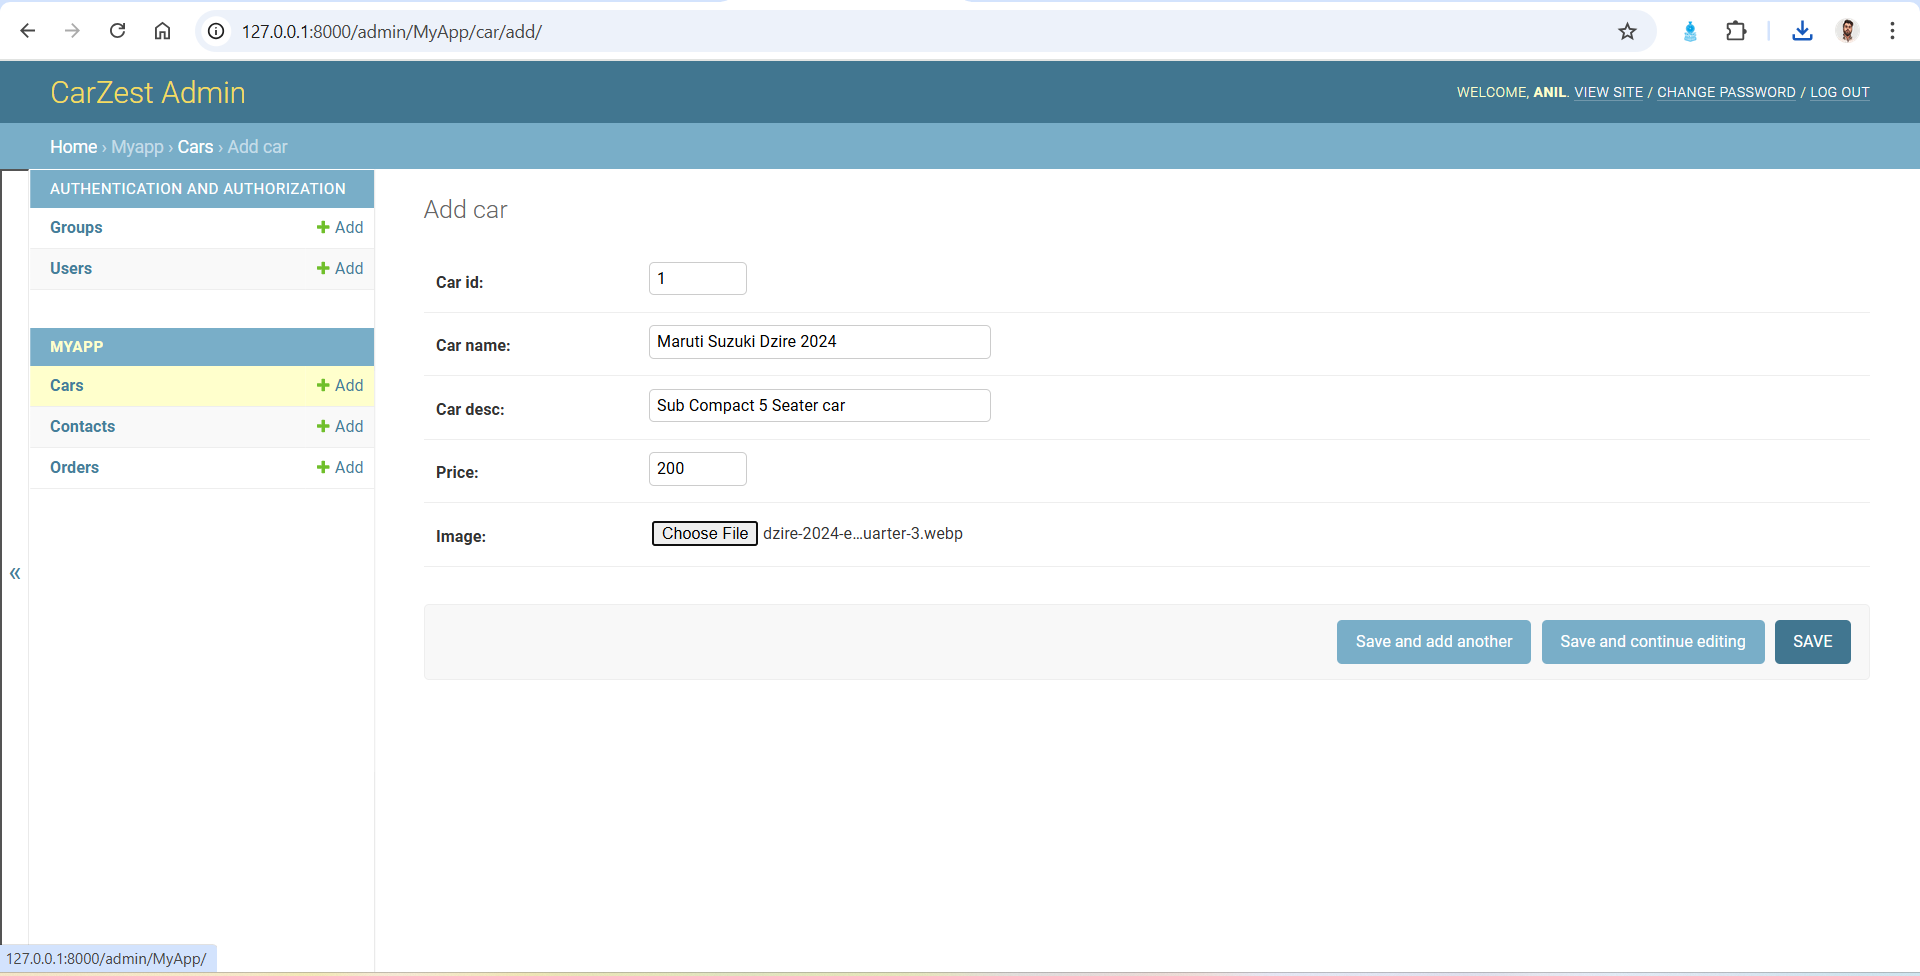 127.0.0.1:8000/admin/MyApp/car/add/
CarZest Admin
WELCOME, ANIL. VIEW SITE / CHANGE PASSWORD / LOG OUT
Home › Myapp › Cars › Add car
AUTHENTICATION AND AUTHORIZATION
Groups + Add
Users + Add
MYAPP
Cars + Add
Contacts + Add
Orders + Add
«
Add car
Car id: 1
Car name: Maruti Suzuki Dzire 2024
Car desc: Sub Compact 5 Seater car
Price: 200
Image: Choose File dzire-2024-e...uarter-3.webp
Save and add another Save and continue editing SAVE
127.0.0.1:8000/admin/MyApp/